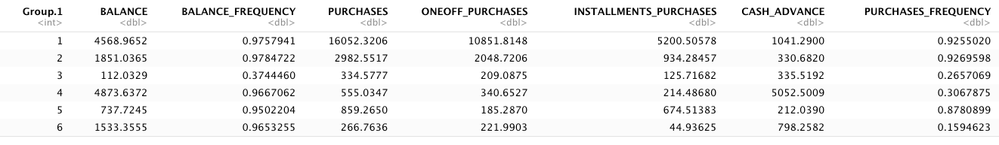 Group.1 BALANCE BALANCE_FREQUENCY PURCHASES ONEOFF_PURCHASES INSTALLMENTS_PURCHASES CASH_ADVANCE PURCHASES_FREQUENCY
<int> <dbl> <dbl> <dbl> <dbl> <dbl> <dbl> <dbl>
1 4568.9652 0.9757941 16052.3206 10851.8148 5200.50578 1041.2900 0.9255020
2 1851.0365 0.9784722 2982.5517 2048.7206 934.28457 330.6820 0.9269598
3 112.0329 0.3744460 334.5777 209.0875 125.71682 335.5192 0.2657069
4 4873.6372 0.9667062 555.0347 340.6527 214.48680 5052.5009 0.3067875
5 737.7245 0.9502204 859.2650 185.2870 674.51383 212.0390 0.8780899
6 1533.3555 0.9653255 266.7636 221.9903 44.93625 798.2582 0.1594623